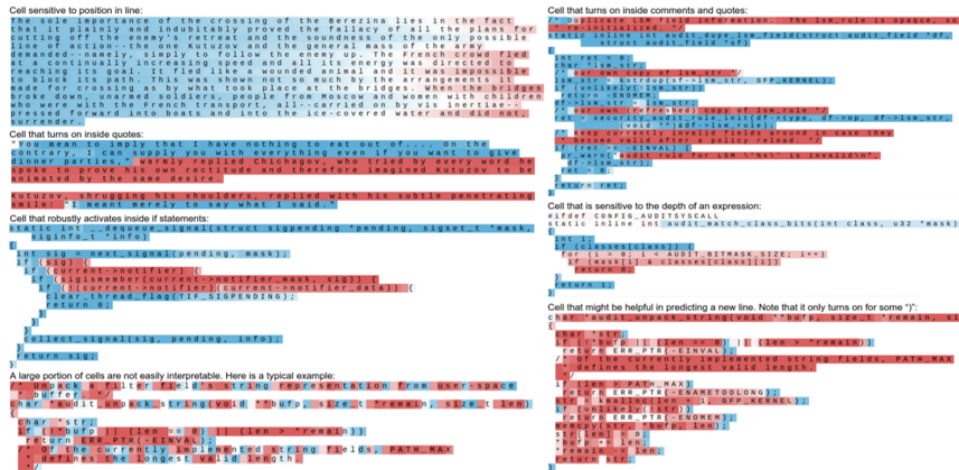 Cell sensitive to position in line:
The sole importance of the crossing of the Berezina lies in the fact
that it plainly and indubitably proved the fallacy of all the plans for
cutting off the enemy's retreat and the soundness of the only possible
line of action--the one Kutuzov and the general mass of the army
demanded--namely, simply to follow the enemy up. The French crowd fled
at a continually increasing speed and all its energy was directed to
reaching its goal. It fled like a wounded animal and it was impossible
to block its path. This was shown not so much by the arrangements it
made for crossing as by what took place at the bridges. When the bridges
broke down, unarmed soldiers, people from Moscow and women with children
who were with the French transport, all--carried on by vis inertiae--
pressed forward into boats and into the ice-covered water and did not,
surrender.
Cell that turns on inside quotes:
"You mean to imply that I have nothing to eat out of.... On the
contrary, I can supply you with everything even if you want to give
dinner parties," warmly replied Chichagov, who tried by every word he
spoke to prove his own rectitude and therefore imagined Kutuzov to be
animated by the same desire.
Kutuzov, shrugging his shoulders, replied with his subtle penetrating
smile: "I meant merely to say what I said."
Cell that robustly activates inside if statements:
static int __dequeue_signal(struct sigpending *pending, sigset_t *mask,
siginfo_t *info)
{
int sig = next_signal(pending, mask);
if (sig) {
if (current->notifier) {
if (sigismember(current->notifier_mask, sig)) {
if (!(current->notifier)(current->notifier_data)) {
clear_thread_flag(TIF_SIGPENDING);
return 0;
}
}
}
collect_signal(sig, pending, info);
}
return sig;
}
A large portion of cells are not easily interpretable. Here is a typical example:
/* Unpack a filter field's string representation from user-space
* buffer. */
char *audit_unpack_string(void **bufp, size_t *remain, size_t len)
{
char *str;
if (!*bufp || (len == 0) || (len > *remain))
return ERR_PTR(-EINVAL);
/* Of the currently implemented string fields, PATH_MAX
* defines the longest valid length.
*/
Cell that turns on inside comments and quotes:
/* Duplicate LSM field information. The lsm_rule is opaque, so
* re-initialized. */
static inline int audit_dupe_lsm_field(struct audit_field *df,
struct audit_field *sf)
{
int ret = 0;
char *lsm_str;
/* our own copy of lsm_str */
lsm_str = kstrdup(sf->lsm_str, GFP_KERNEL);
if (unlikely(!lsm_str))
return -ENOMEM;
df->lsm_str = lsm_str;
/* our own (refreshed) copy of lsm_rule */
ret = security_audit_rule_init(df->type, df->op, df->lsm_str,
(void **)&df->lsm_rule);
/* Keep currently invalid fields around in case they
* become valid after a policy reload. */
if (ret == -EINVAL) {
pr_warn("audit rule for LSM \'%s\' is invalid\n",
df->lsm_str);
ret = 0;
}
return ret;
}
Cell that is sensitive to the depth of an expression:
#ifdef CONFIG_AUDITSYSCALL
static inline int audit_match_class_bits(int class, u32 *mask)
{
int i;
if (classes[class]) {
for (i = 0; i < AUDIT_BITMASK_SIZE; i++)
if (mask[i] & classes[class][i])
return 0;
}
return 1;
}
Cell that might be helpful in predicting a new line. Note that it only turns on for some ")":
char *audit_unpack_string(void **bufp, size_t *remain, si
{
char *str;
if (!*bufp || (len == 0) || (len > *remain))
return ERR_PTR(-EINVAL);
/* Of the currently implemented string fields, PATH_MAX
* defines the longest valid length.
*/
if (len > PATH_MAX)
return ERR_PTR(-ENAMETOOLONG);
str = kmalloc(len + 1, GFP_KERNEL);
if (unlikely(!str))
return ERR_PTR(-ENOMEM);
memcpy(str, *bufp, len);
str[len] = 0;
*bufp += len;
*remain -= len;
return str;
}